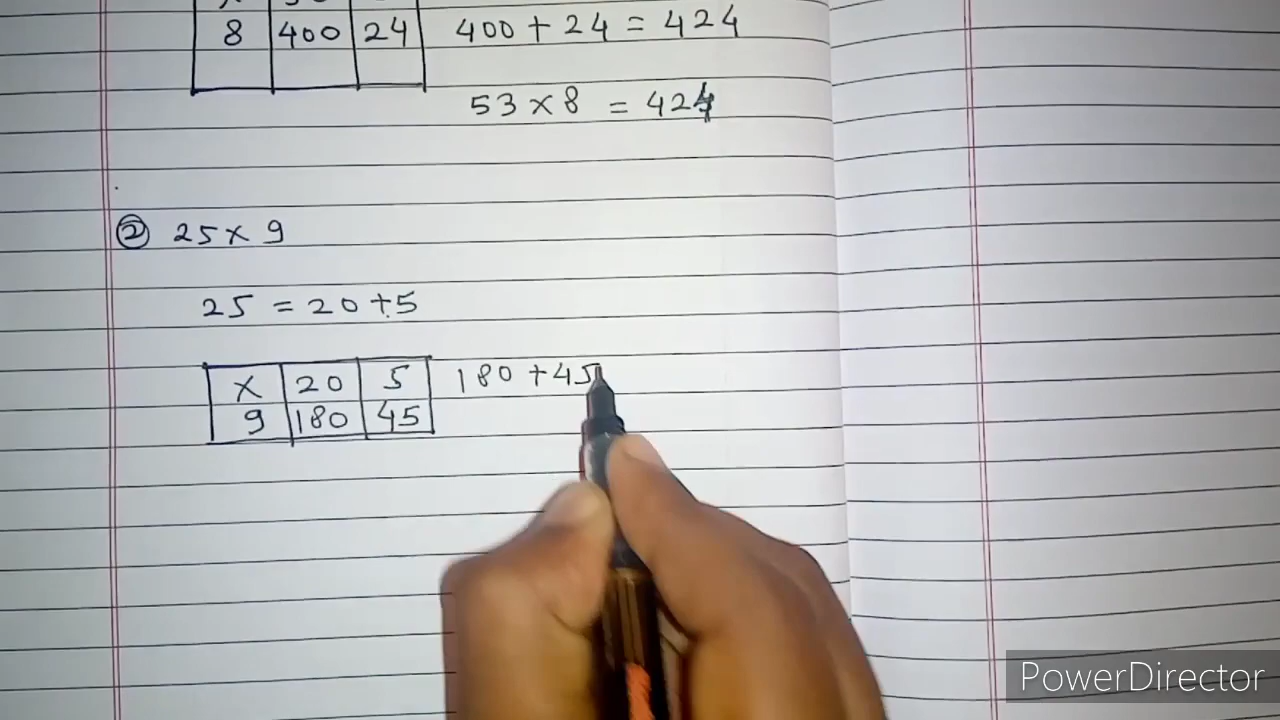 8 400 24 400 + 24 = 424
53 × 8 = 424
② 25 × 9
25 = 20 + 5
× 20 5 180 + 45
9 180 45
PowerDirector